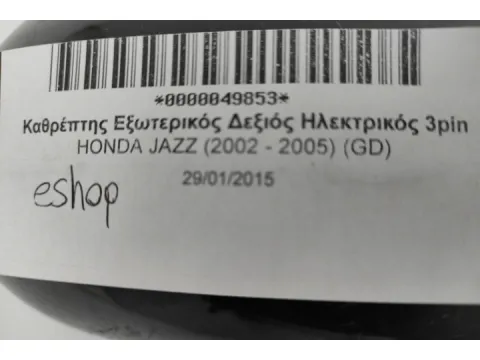 *0000049853*
Καθρέπτης Εξωτερικός Δεξιός Ηλεκτρικός 3pin
HONDA JAZZ (2002 - 2005) (GD)
29/01/2015
eshop